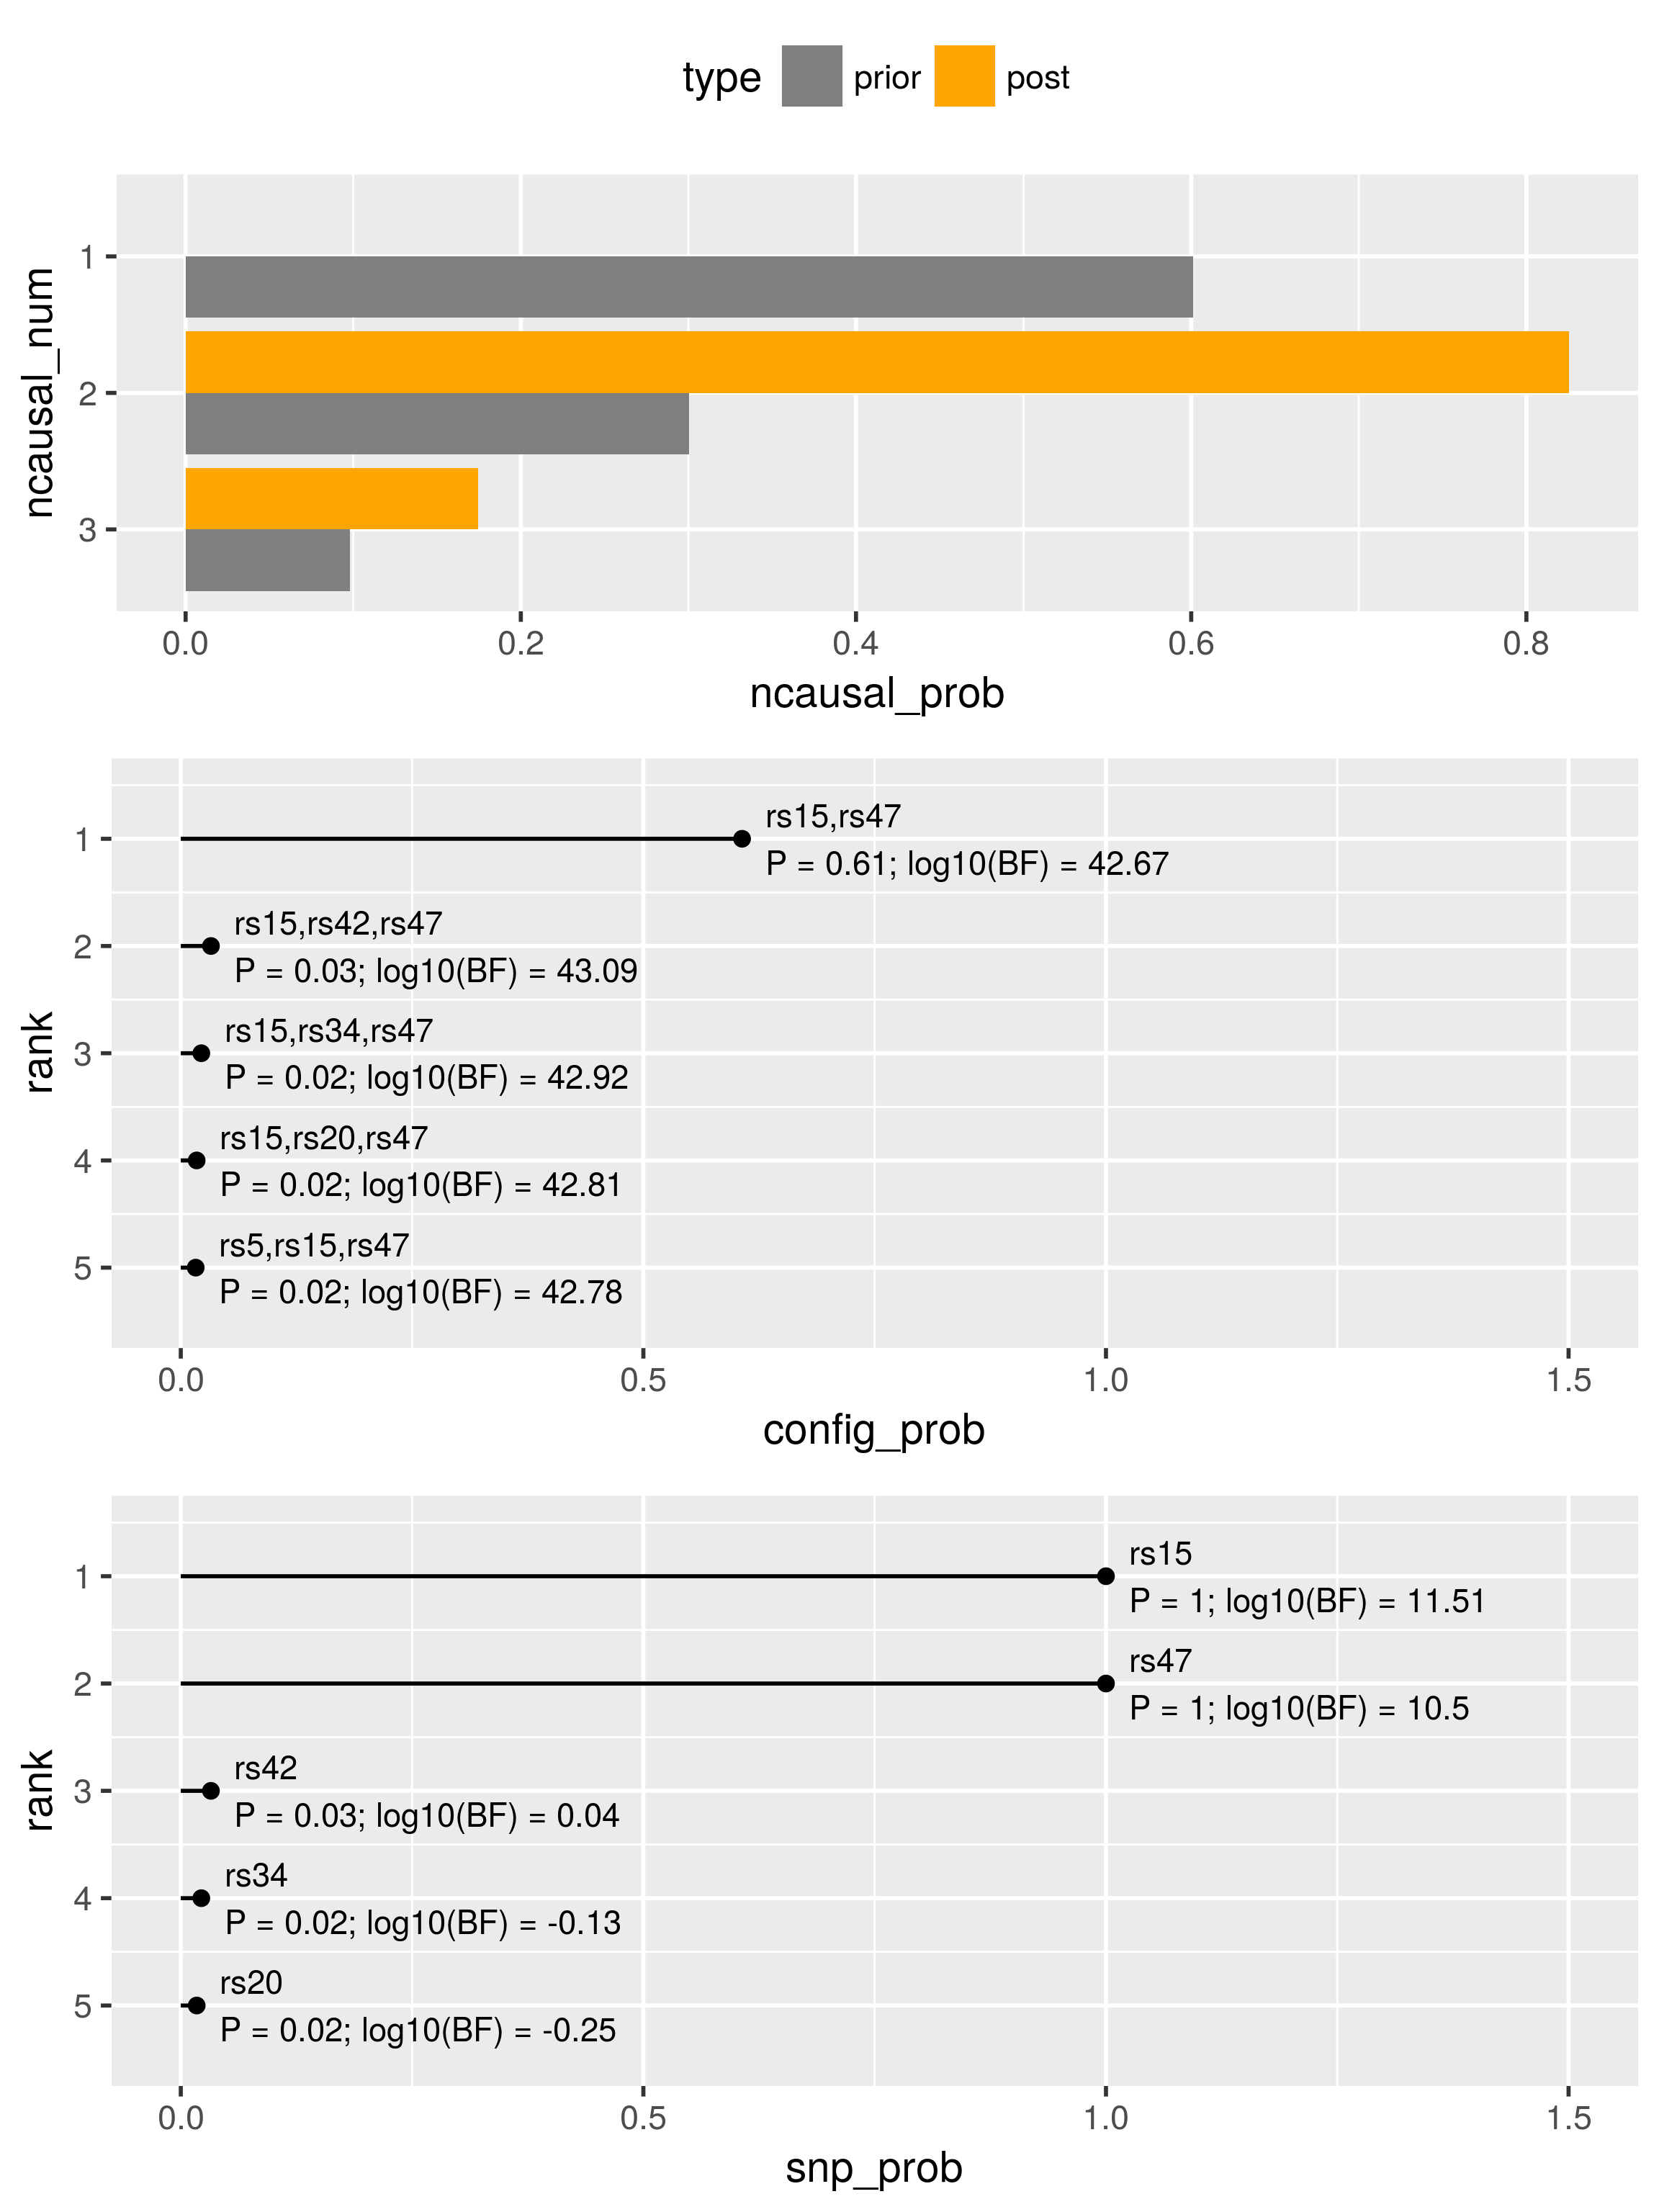 type prior post
ncausal_num
1
2
3
0.0 0.2 0.4 0.6 0.8
ncausal_prob
rank
1
rs15,rs47
P = 0.61; log10(BF) = 42.67
2
rs15,rs42,rs47
P = 0.03; log10(BF) = 43.09
3
rs15,rs34,rs47
P = 0.02; log10(BF) = 42.92
4
rs15,rs20,rs47
P = 0.02; log10(BF) = 42.81
5
rs5,rs15,rs47
P = 0.02; log10(BF) = 42.78
0.0 0.5 1.0 1.5
config_prob
rank
1
rs15
P = 1; log10(BF) = 11.51
2
rs47
P = 1; log10(BF) = 10.5
3
rs42
P = 0.03; log10(BF) = 0.04
4
rs34
P = 0.02; log10(BF) = -0.13
5
rs20
P = 0.02; log10(BF) = -0.25
0.0 0.5 1.0 1.5
snp_prob